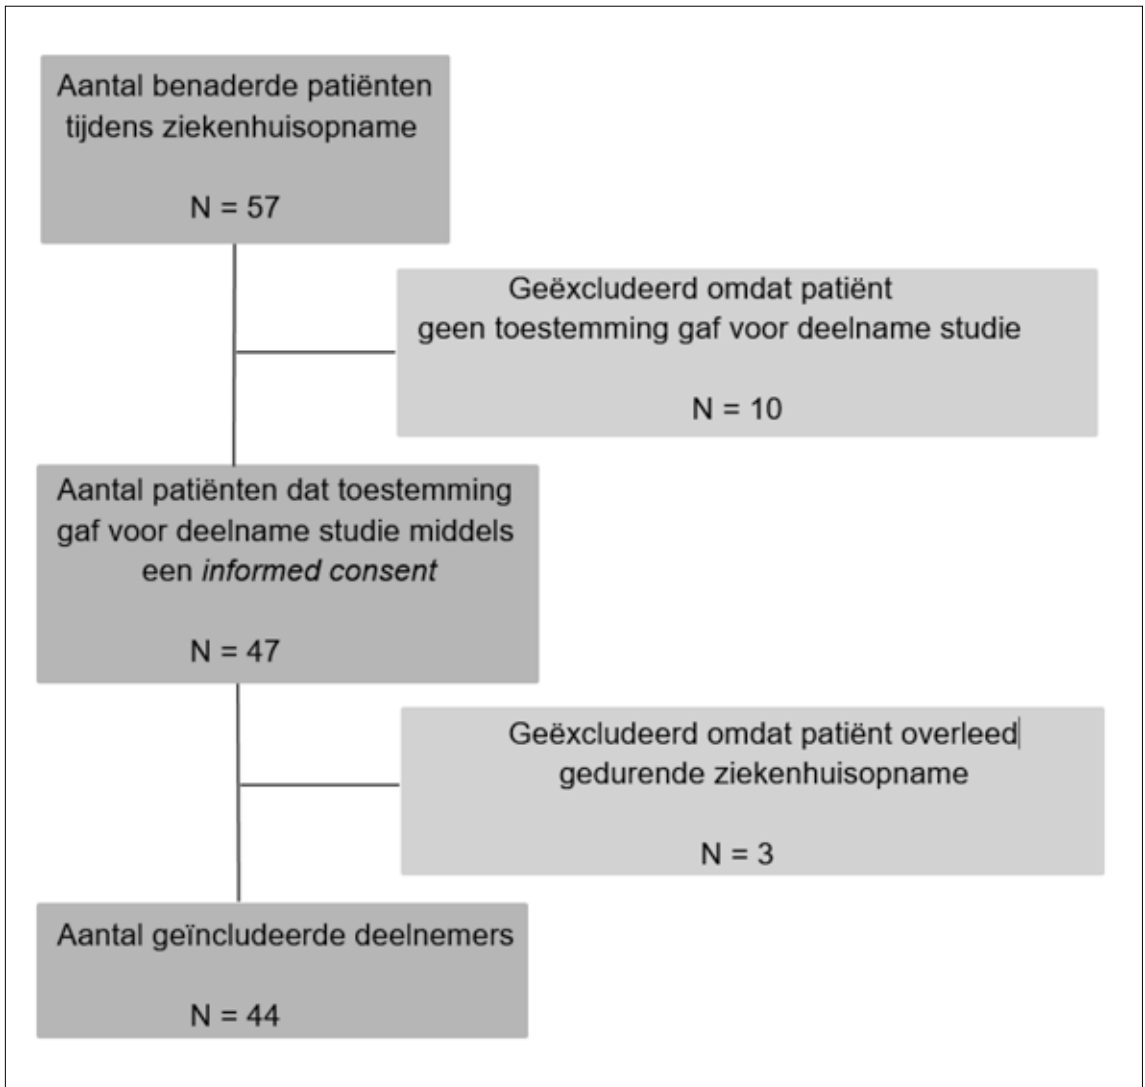 Aantal benaderde patiënten
tijdens ziekenhuisopname
N = 57
Geëxcludeerd omdat patiënt
geen toestemming gaf voor deelname studie
N = 10
Aantal patiënten dat toestemming
gaf voor deelname studie middels
een informed consent
N = 47
Geëxcludeerd omdat patiënt overleed
gedurende ziekenhuisopname
N = 3
Aantal geïncludeerde deelnemers
N = 44